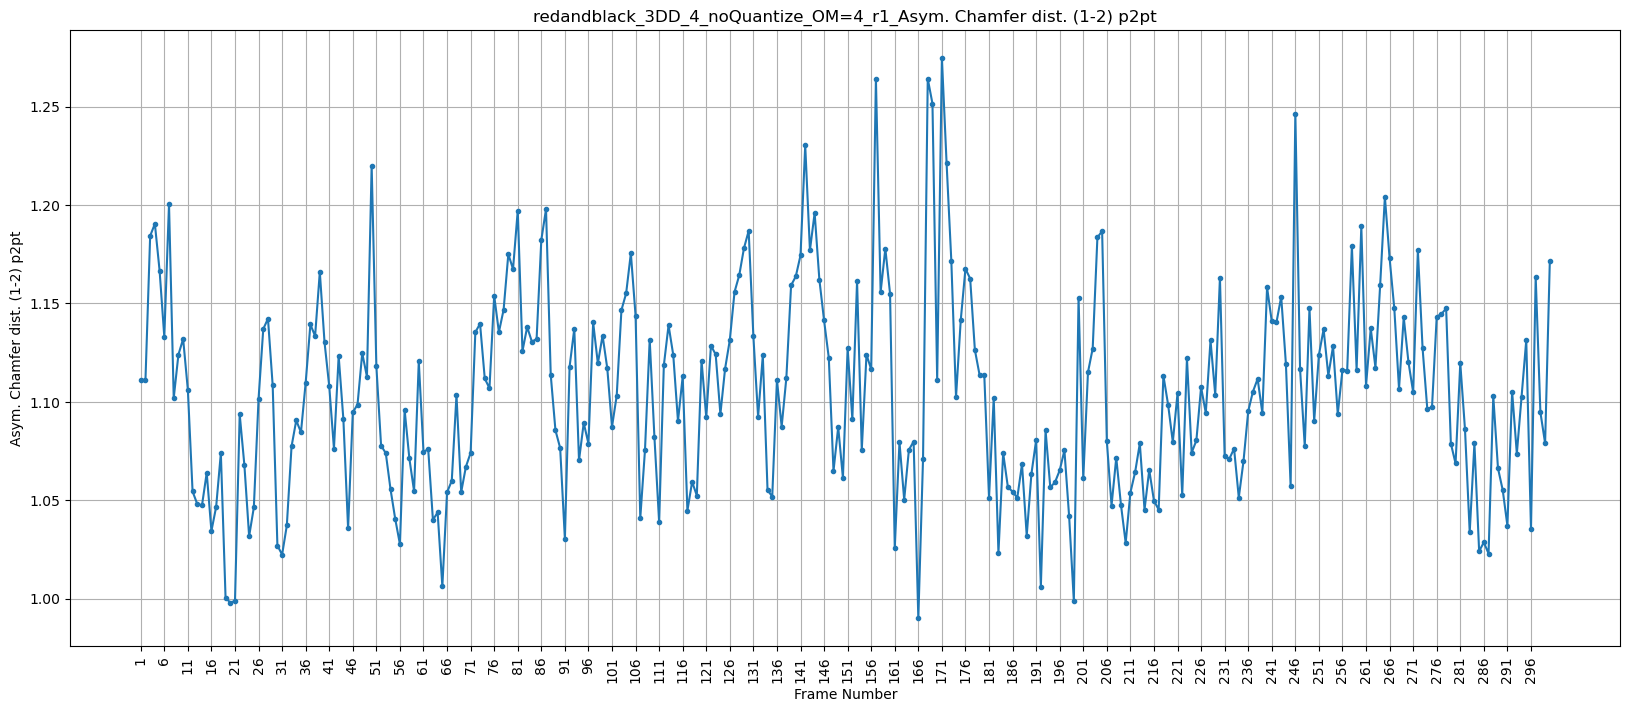 redandblack_3DD_4_noQuantize_OM=4_r1_Asym. Chamfer dist. (1-2) p2pt
Asym. Chamfer dist. (1-2) p2pt
1.25
1.20
1.15
1.10
1.05
1.00
1 6 11 16 21 26 31 36 41 46 51 56 61 66 71 76 81 86 91 96 101 106 111 116 121 126 131 136 141 146 151 156 161 166 171 176 181 186 191 196 201 206 211 216 221 226 231 236 241 246 251 256 261 266 271 276 281 286 291 296
Frame Number